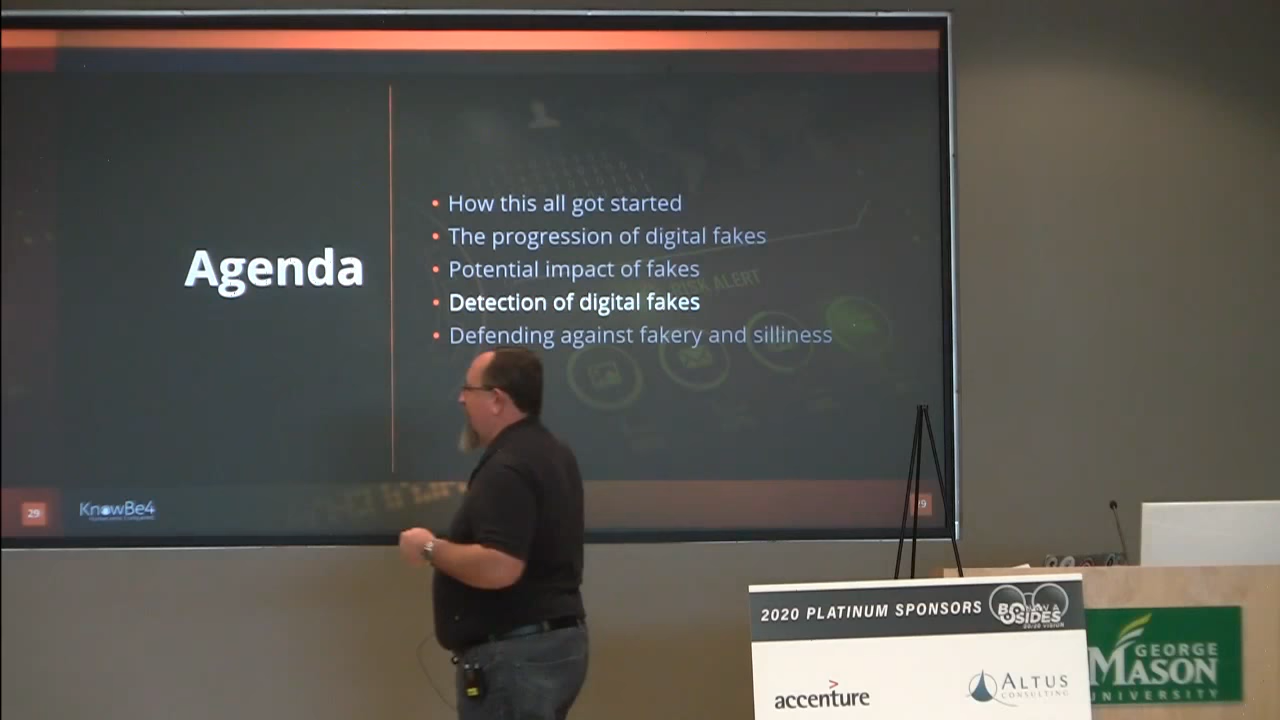 Agenda
• How this all got started
• The progression of digital fakes
• Potential impact of fakes
• Detection of digital fakes
• Defending against fakery and silliness
RISK ALERT
29
KnowBe4
29
2020 PLATINUM SPONSORS
BSIDES
accenture
ALTUS
CONSULTING
GEORGE
MASON
UNIVERSITY